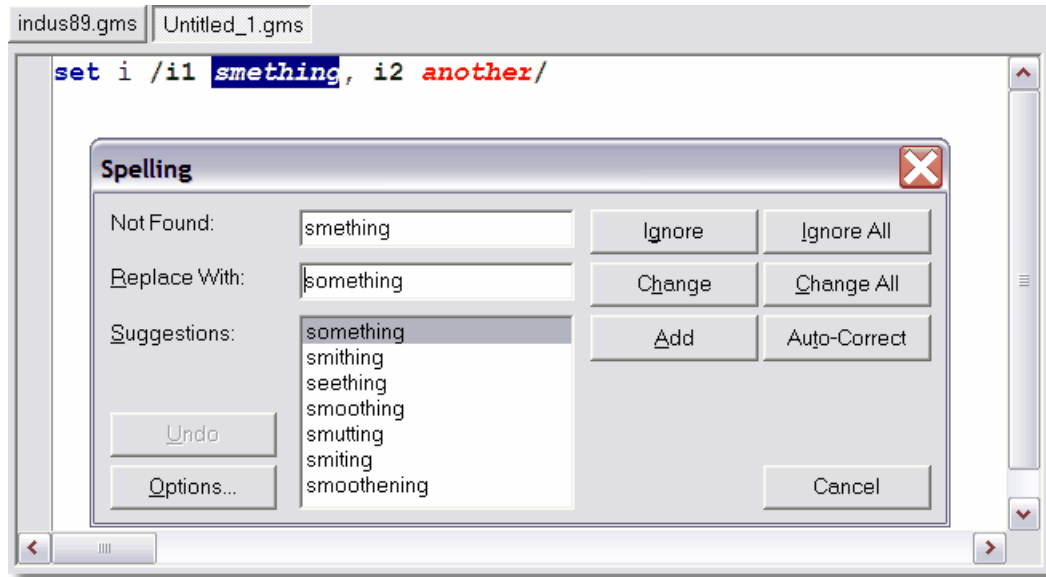 indus89.gms Untitled_1.gms
set i /i1 smething, i2 another/
Spelling
Not Found: smething Ignore Ignore All
Replace With: something Change Change All
Suggestions: something Add Auto-Correct
smithing
seething
smoothing
Undo smutting
smiting
Options... smoothening Cancel